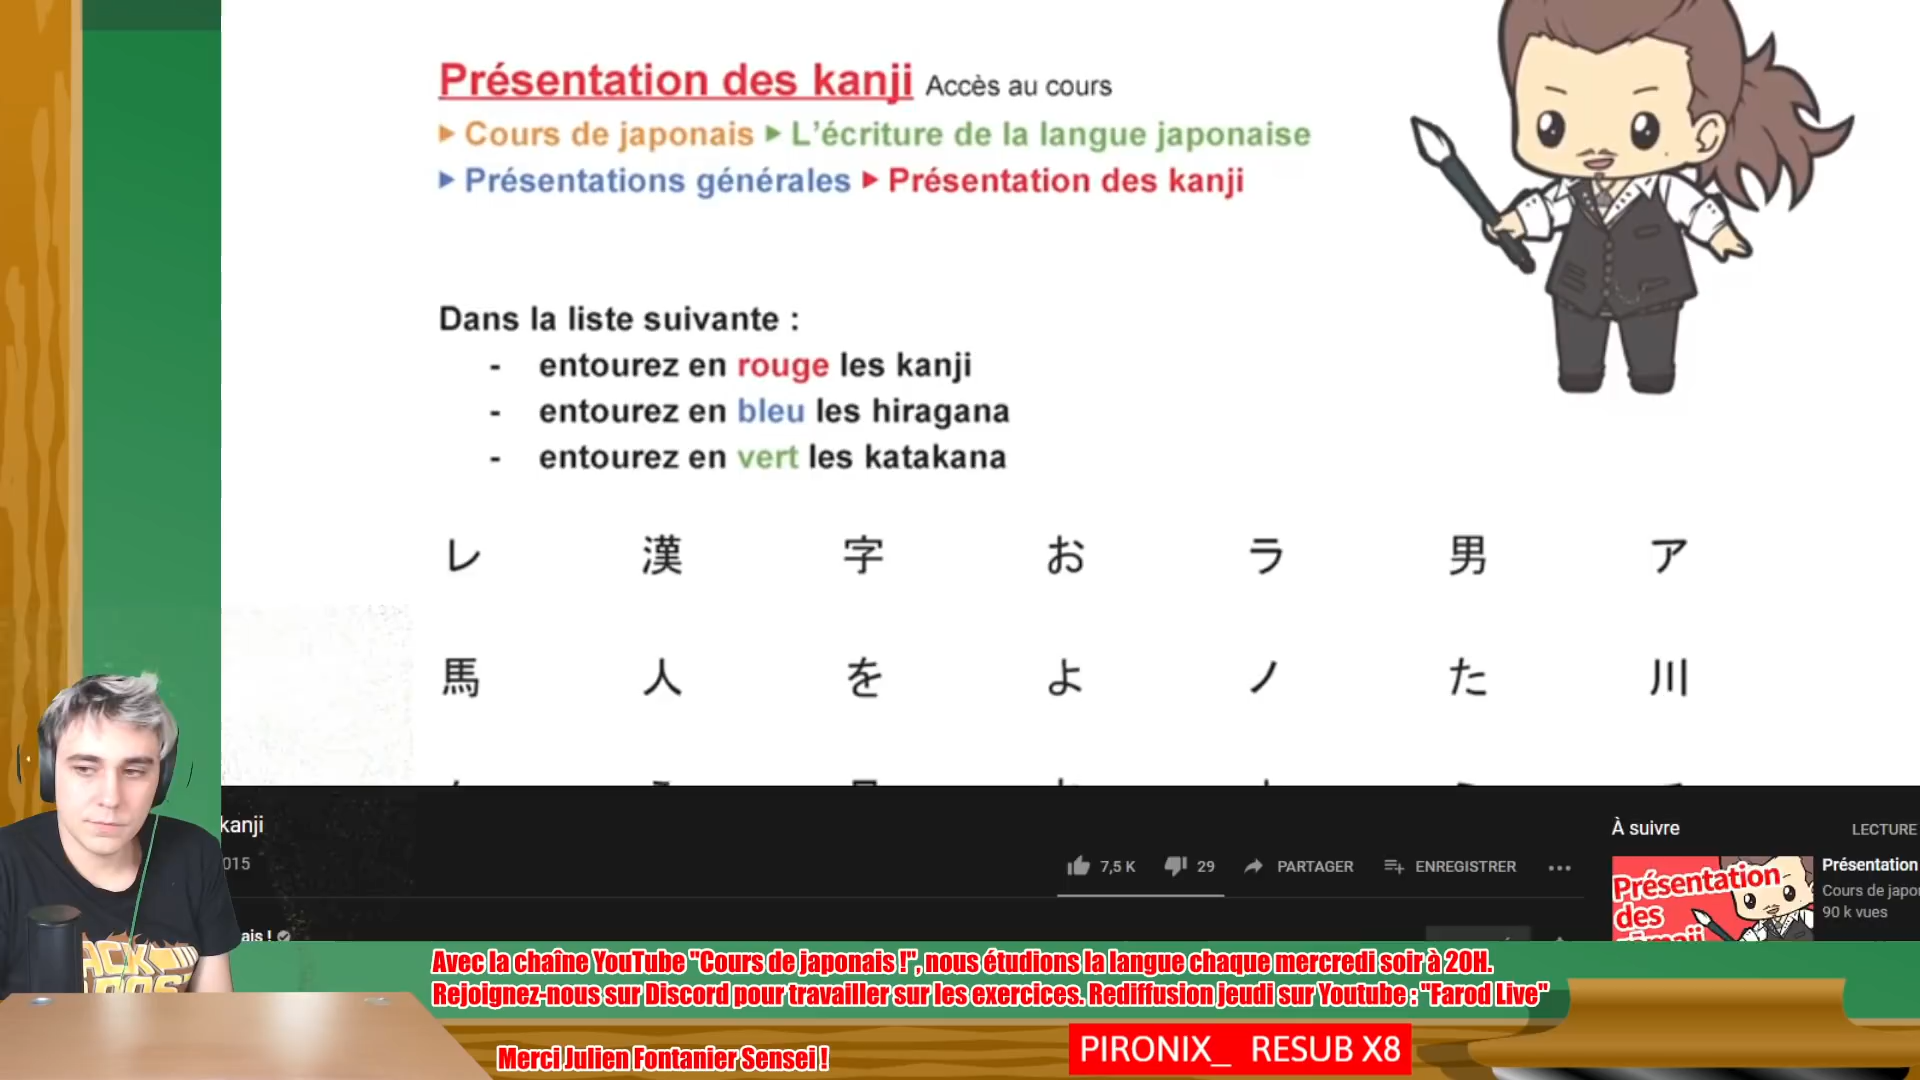 Présentation des kanji Accès au cours
▶ Cours de japonais ▶ L’écriture de la langue japonaise
▶ Présentations générales ▶ Présentation des kanji
Dans la liste suivante :
- entourez en rouge les kanji
- entourez en bleu les hiragana
- entourez en vert les katakana
レ 漢 字 お ラ 男 ア
馬 人 を よ ノ た 川
kanji
015
7,5 K 29 PARTAGER ENREGISTRER
ais !
À suivre LECTURE
Présentation des
Présentation
Cours de japo
90 k vues
Avec la chaîne YouTube "Cours de japonais !", nous étudions la langue chaque mercredi soir à 20H.
Rejoignez-nous sur Discord pour travailler sur les exercices. Rediffusion jeudi sur Youtube : "Farod Live"
Merci Julien Fontanier Sensei !
PIRONIX_ RESUB X8